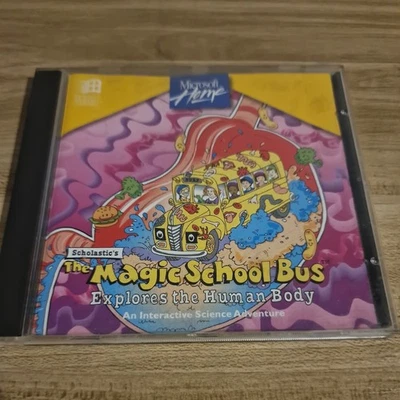 Microsoft
Home
Scholastic's
The Magic School Bus
Explores the Human Body
An Interactive Science Adventure